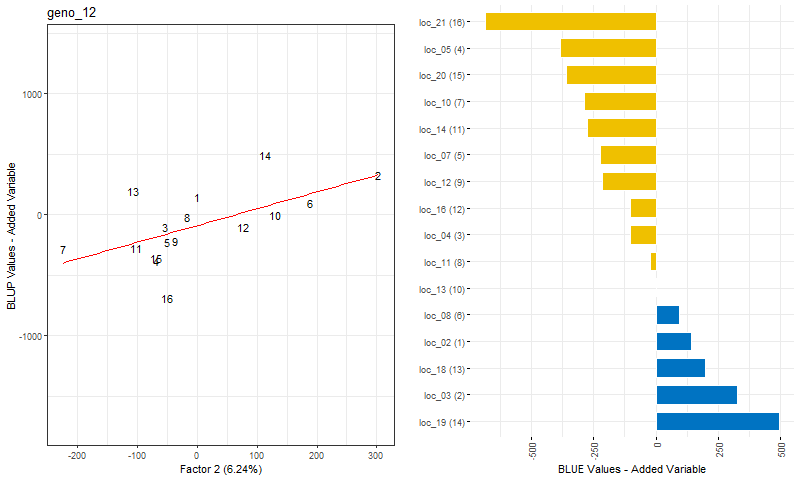 geno_12
BLUP Values - Added Variable
1000
0
-1000
14
2
13
1
6
10
8
12
3
5 9
11
7
15
4
16
-200
-100
0
100
200
300
Factor 2 (6.24%)
loc_21 (16)
loc_05 (4)
loc_20 (15)
loc_10 (7)
loc_14 (11)
loc_07 (5)
loc_12 (9)
loc_16 (12)
loc_04 (3)
loc_11 (8)
loc_13 (10)
loc_08 (6)
loc_02 (1)
loc_18 (13)
loc_03 (2)
loc_19 (14)
-500
-250
0
250
500
BLUE Values - Added Variable